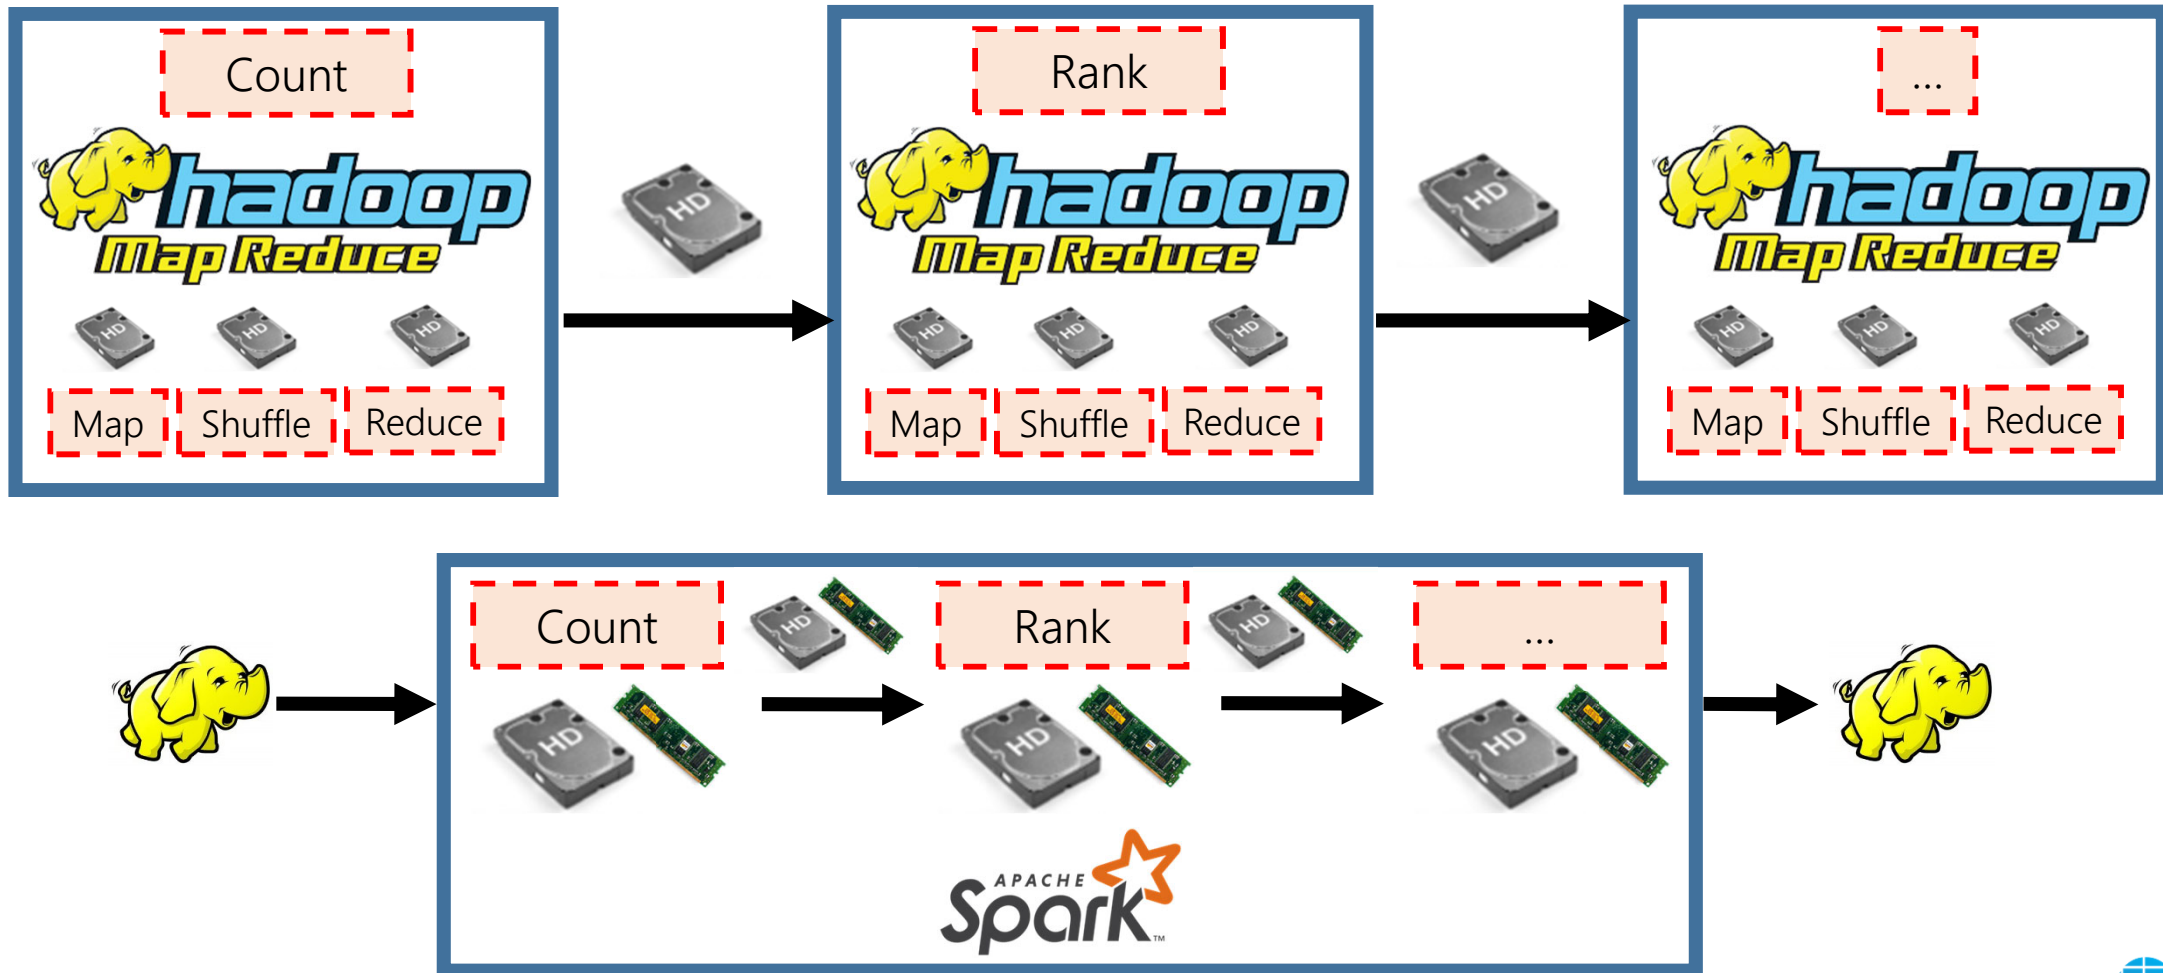 Count
hadoop
Map Reduce
HD
HD
HD
Map
Shuffle
Reduce
HD
Rank
hadoop
Map Reduce
HD
HD
HD
Map
Shuffle
Reduce
HD
...
hadoop
Map Reduce
HD
HD
HD
Map
Shuffle
Reduce
Count
HD
Rank
HD
...
HD
HD
HD
APACHE
Spark™